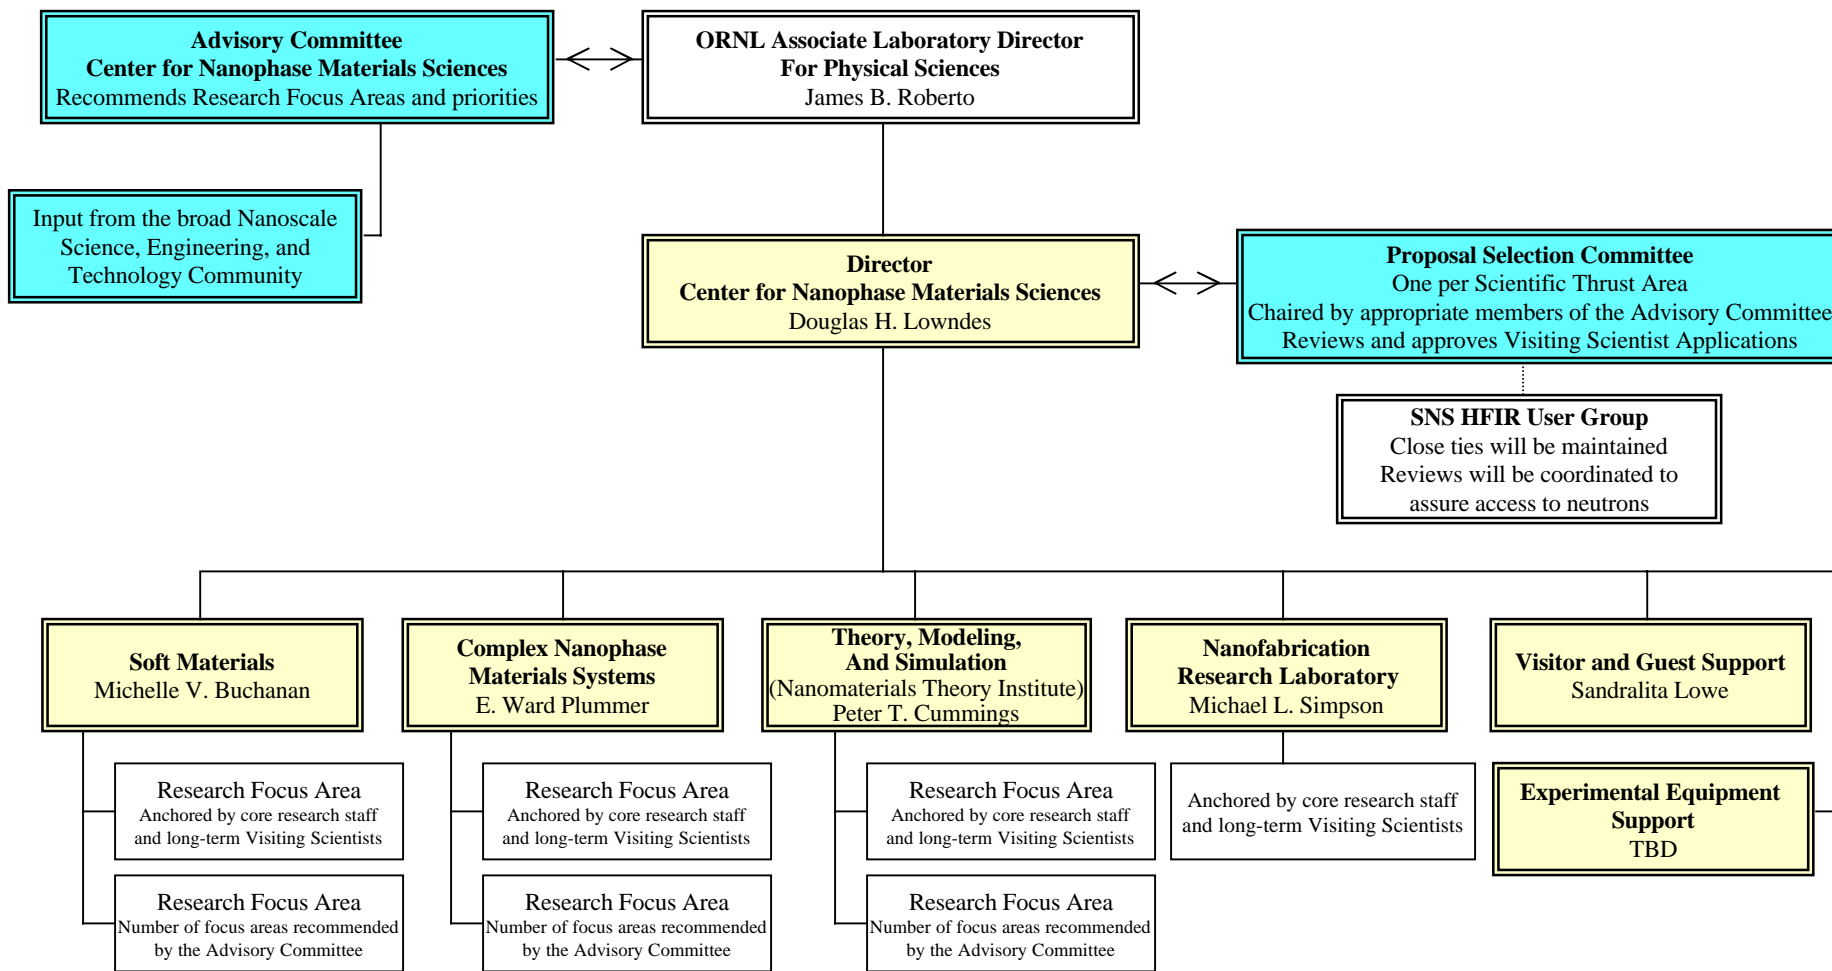 Advisory Committee
Center for Nanophase Materials Sciences
Recommends Research Focus Areas and priorities
ORNL Associate Laboratory Director
For Physical Sciences
James B. Roberto
Input from the broad Nanoscale
Science, Engineering, and
Technology Community
Director
Center for Nanophase Materials Sciences
Douglas H. Lowndes
Proposal Selection Committee
One per Scientific Thrust Area
Chaired by appropriate members of the Advisory Committee
Reviews and approves Visiting Scientist Applications
SNS HFIR User Group
Close ties will be maintained
Reviews will be coordinated to
assure access to neutrons
Soft Materials
Michelle V. Buchanan
Complex Nanophase
Materials Systems
E. Ward Plummer
Theory, Modeling,
And Simulation
(Nanomaterials Theory Institute)
Peter T. Cummings
Nanofabrication
Research Laboratory
Michael L. Simpson
Visitor and Guest Support
Sandralita Lowe
Research Focus Area
Anchored by core research staff
and long-term Visiting Scientists
Research Focus Area
Anchored by core research staff
and long-term Visiting Scientists
Research Focus Area
Anchored by core research staff
and long-term Visiting Scientists
Anchored by core research staff
and long-term Visiting Scientists
Experimental Equipment
Support
TBD
Research Focus Area
Number of focus areas recommended
by the Advisory Committee
Research Focus Area
Number of focus areas recommended
by the Advisory Committee
Research Focus Area
Number of focus areas recommended
by the Advisory Committee